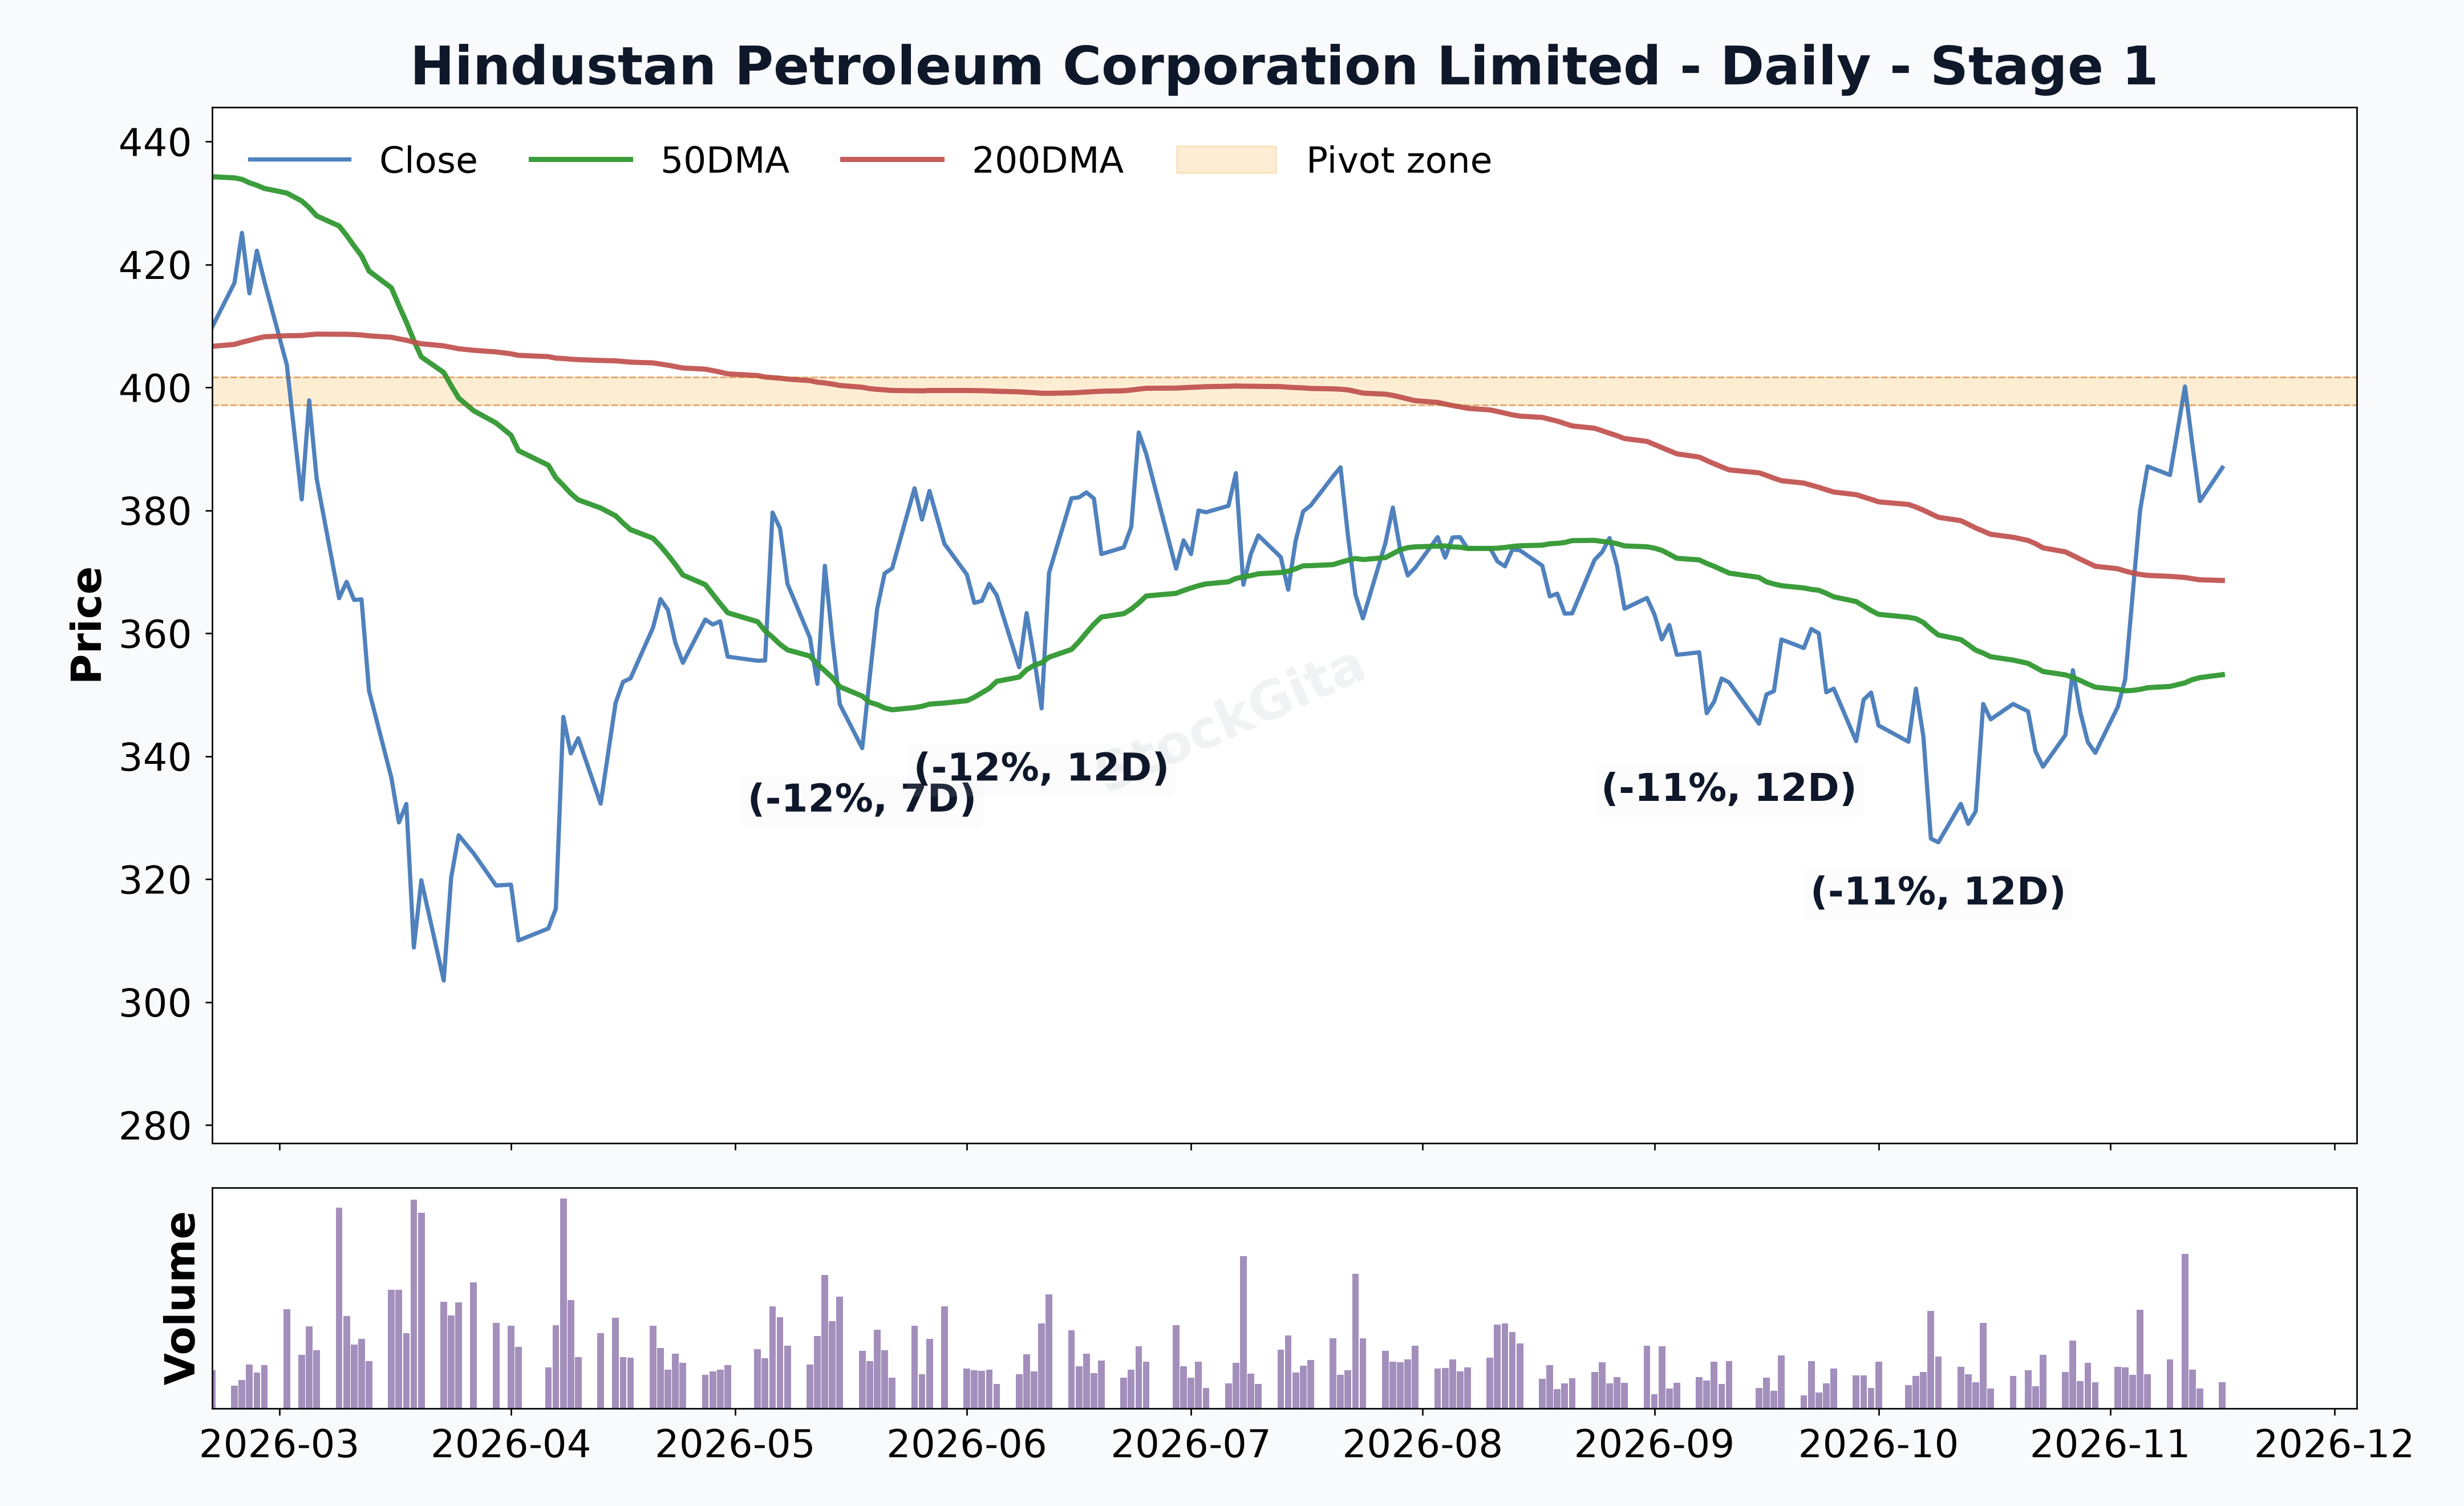 Hindustan Petroleum Corporation Limited - Daily - Stage 1
Close 50DMA 200DMA Pivot zone
440
420
400
380
360
340
320
300
280
Price
StockGita
(-12%, 12D)
(-12%, 7D)
(-11%, 12D)
(-11%, 12D)
Volume
2026-03 2026-04 2026-05 2026-06 2026-07 2026-08 2026-09 2026-10 2026-11 2026-12